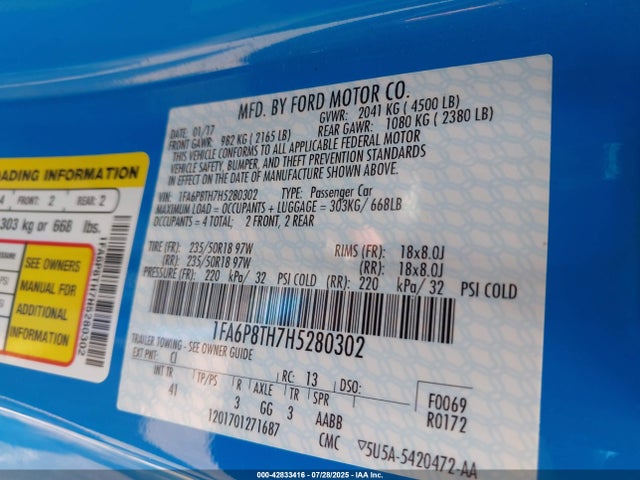 MFD. BY FORD MOTOR CO.
DATE: 01/17 GVWR: 2041 KG ( 4500 LB)
FRONT GAWR: 982 KG ( 2165 LB) REAR GAWR: 1080 KG ( 2380 LB)
THIS VEHICLE CONFORMS TO ALL APPLICABLE FEDERAL MOTOR
VEHICLE SAFETY, BUMPER, AND THEFT PREVENTION STANDARDS
IN EFFECT ON THE DATE OF MANUFACTURE SHOWN ABOVE.
VIN: 1FA6P8TH7H5280302 TYPE: Passenger Car
MAXIMUM LOAD = OCCUPANTS + LUGGAGE = 303KG/ 668LB
OCCUPANTS = 4 TOTAL; 2 FRONT, 2 REAR
TIRE (FR): 235/50R18 97W RIMS (FR): 18x8.0J
(RR): 235/50R18 97W (RR): 18x8.0J
PRESSURE (FR): 220 kPa/ 32 PSI COLD (RR): 220 kPa/ 32 PSI COLD
1FA6P8TH7H5280302
TRAILER TOWING - SEE OWNER GUIDE
EXT PNT: CI RC: 13 DSO:
INT TR TP/PS R AXLE TR SPR F0069
41 3 GG 3 AABB R0172
1201701271687 CMC 5U5A-5420472-AA
OADING INFORMATION
4 FRONT: 2 REAR: 2
303 kg or 668 lbs.
SEE OWNERS
MANUAL FOR
ADDITIONAL
INFORMATION
1FA6P8TH7H5280302
000-42833416 | 07/28/2025 - IAA Holdings, LLC